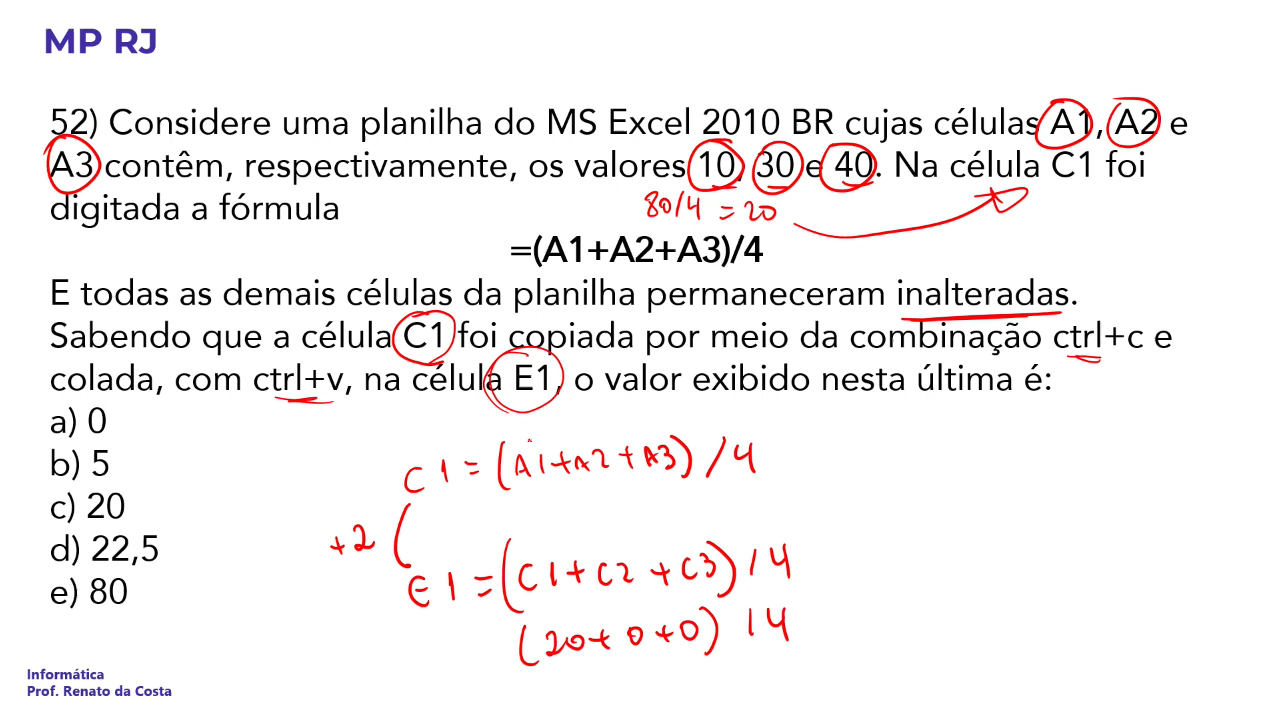 MP RJ
52) Considere uma planilha do MS Excel 2010 BR cujas células A1, A2 e
A3 contêm, respectivamente, os valores 10, 30 e 40. Na célula C1 foi
digitada a fórmula
80/4 = 20
=(A1+A2+A3)/4
E todas as demais células da planilha permaneceram inalteradas.
Sabendo que a célula C1 foi copiada por meio da combinação ctrl+c e
colada, com ctrl+v, na célula E1, o valor exibido nesta última é:
a) 0
b) 5
c) 20
d) 22,5
e) 80
C1 = (A1+A2+A3) /4
+2
E1 = (C1+C2+C3) /4
(20+0+0) /4
Informática
Prof. Renato da Costa